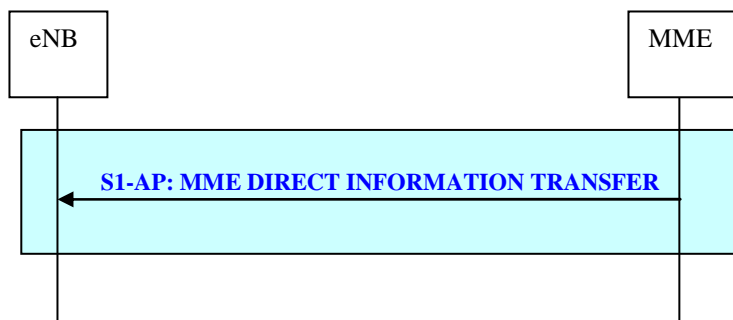 eNB
MME
S1-AP: MME DIRECT INFORMATION TRANSFER